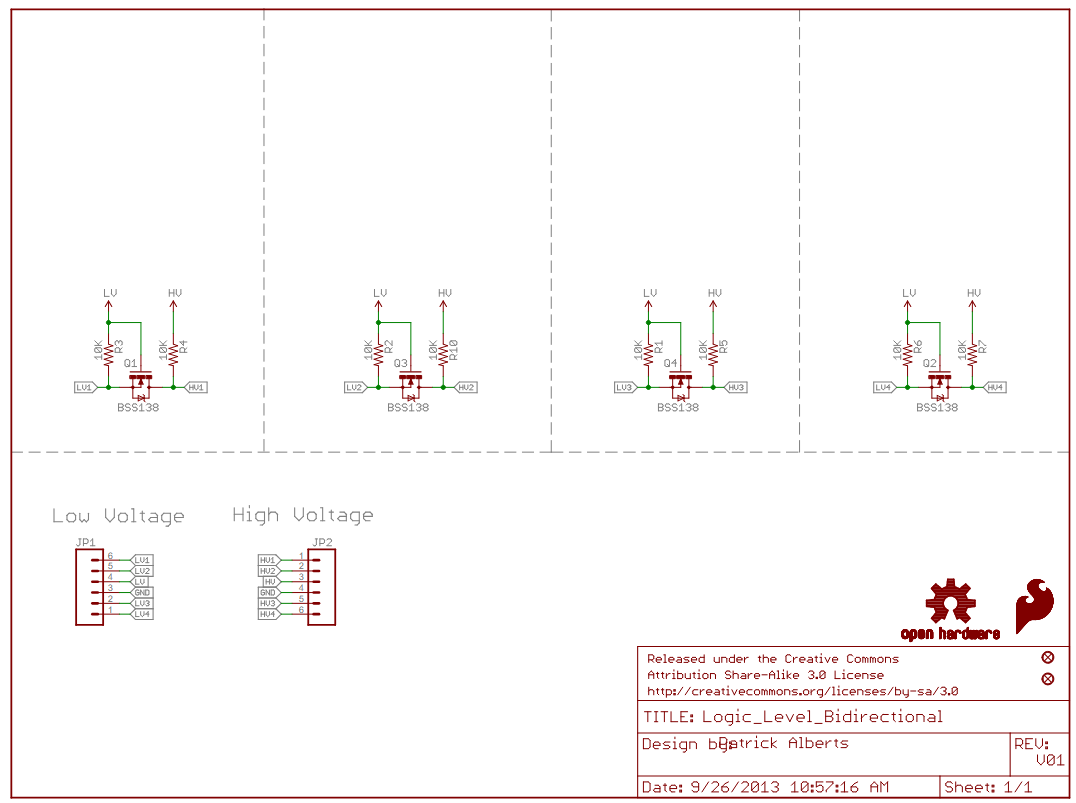 LV HV LV HV LV HV LV HV
10K R3 10K R4 10K R2 10K R10 10K R1 10K R5 10K R6 10K R7
Q1 Q3 Q4 Q2
LV1 HV1 LV2 HV2 LV3 HV3 LV4 HV4
BSS138 BSS138 BSS138 BSS138
Low Voltage High Voltage
JP1 JP2
6 LV1 HV1 1
5 LV2 HV2 2
4 LV HV 3
3 GND GND 4
2 LV3 HV3 5
1 LV4 HV4 6
open hardware
Released under the Creative Commons
Attribution Share-Alike 3.0 License
http://creativecommons.org/licenses/by-sa/3.0
TITLE: Logic_Level_Bidirectional
Design by: Patrick Alberts
REV:
V01
Date: 9/26/2013 10:57:16 AM
Sheet: 1/1